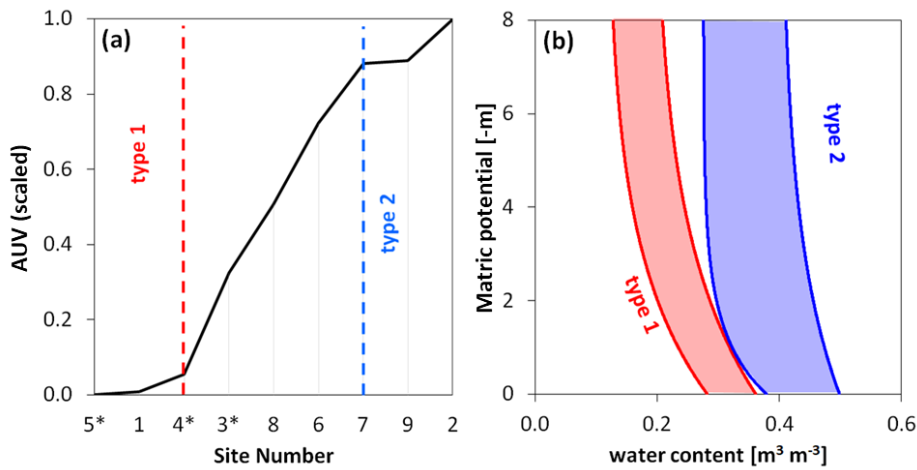 (a)
1.0
0.8
0.6
0.4
0.2
0.0
AUV (scaled)
type 1
type 2
5* 1 4* 3* 8 6 7 9 2
Site Number
(b)
8
6
4
2
0
Matric potential [-m]
type 1
type 2
0.0 0.2 0.4 0.6
water content [m³ m⁻³]